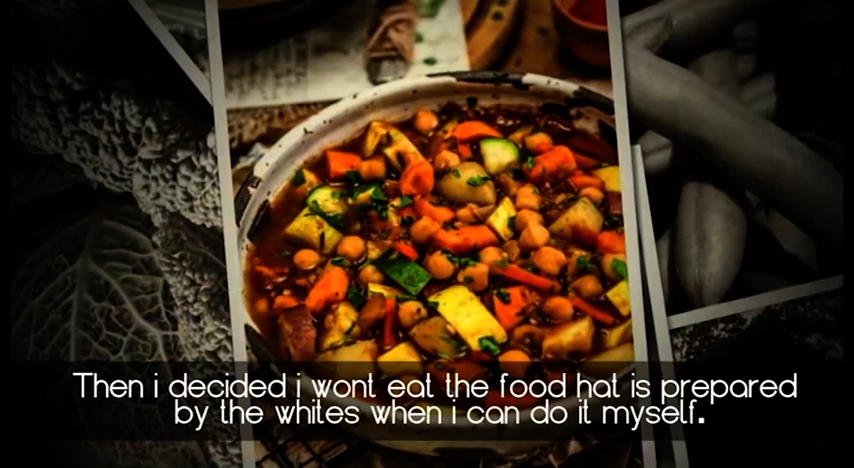 Then i decided i wont eat the food hat is prepared
by the whites when i can do it myself.